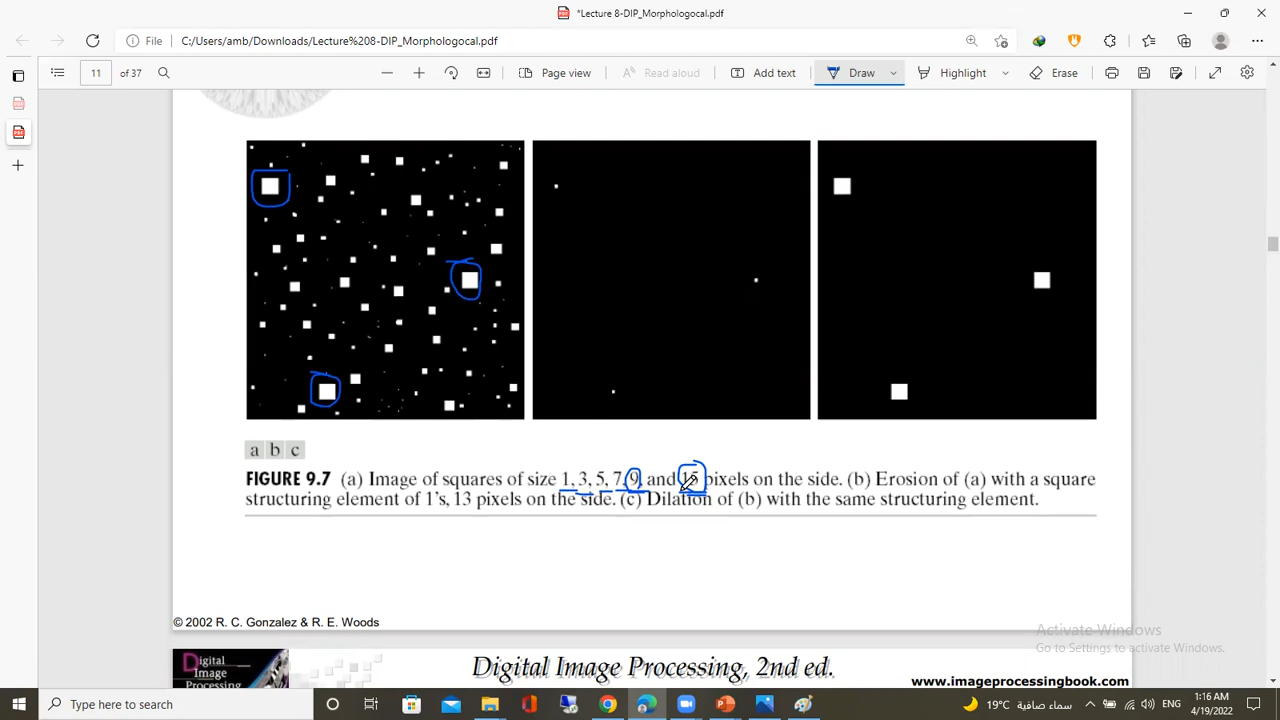 *Lecture 8-DIP_Morphologocal.pdf
File C:/Users/amb/Downloads/Lecture%208-DIP_Morphologocal.pdf
11 of 37 Page view Read aloud Add text Draw Highlight Erase
a b c
FIGURE 9.7 (a) Image of squares of size 1, 3, 5, 7, 9, and 15 pixels on the side. (b) Erosion of (a) with a square
structuring element of 1's, 13 pixels on the side. (c) Dilation of (b) with the same structuring element.
© 2002 R. C. Gonzalez & R. E. Woods
Activate Windows
Go to Settings to activate Windows.
Digital
Image
Processing
Digital Image Processing, 2nd ed.
www.imageprocessingbook.com
Type here to search
19°C سماء صافية ENG 1:16 AM
4/19/2022